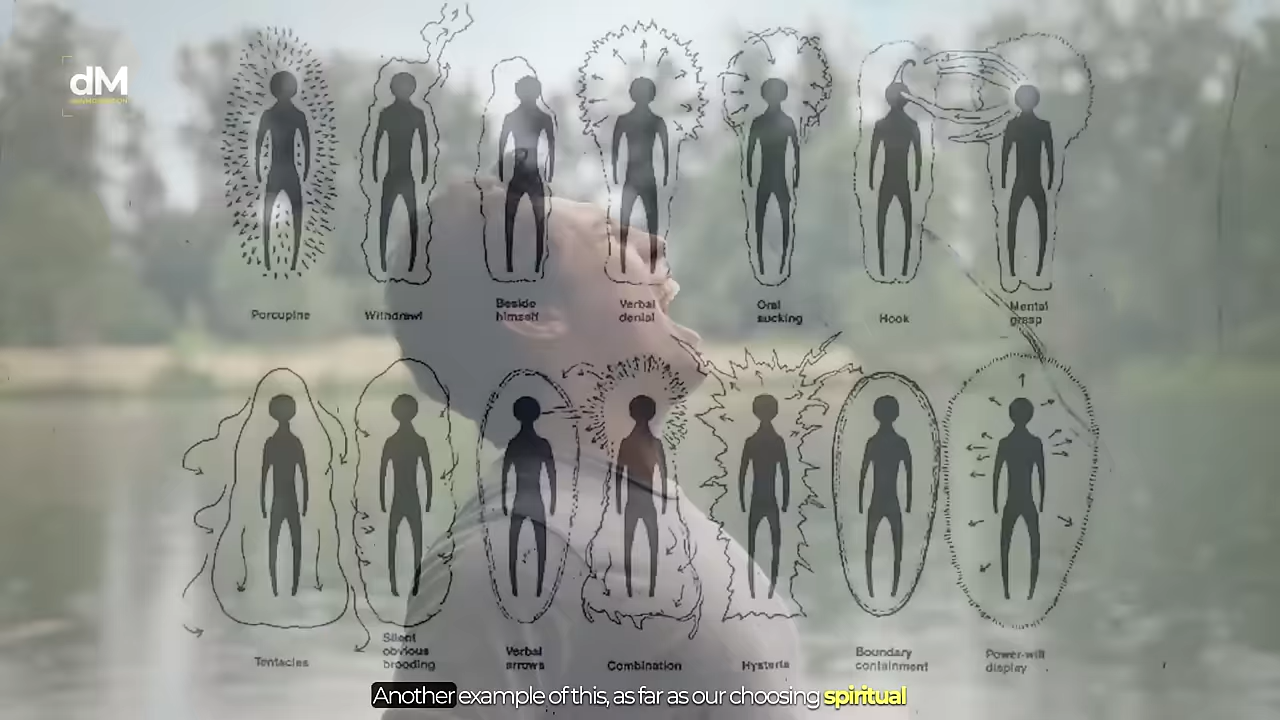 dM
Porcupine
Withdrawl
Beside
himself
Verbal
denial
Oral
sucking
Hook
Mental
grasp
Tentacles
Silent
obvious
brooding
Verbal
arrows
Combination
Hysteria
Boundary
containment
Power-will
display
Another example of this, as far as our choosing spiritual